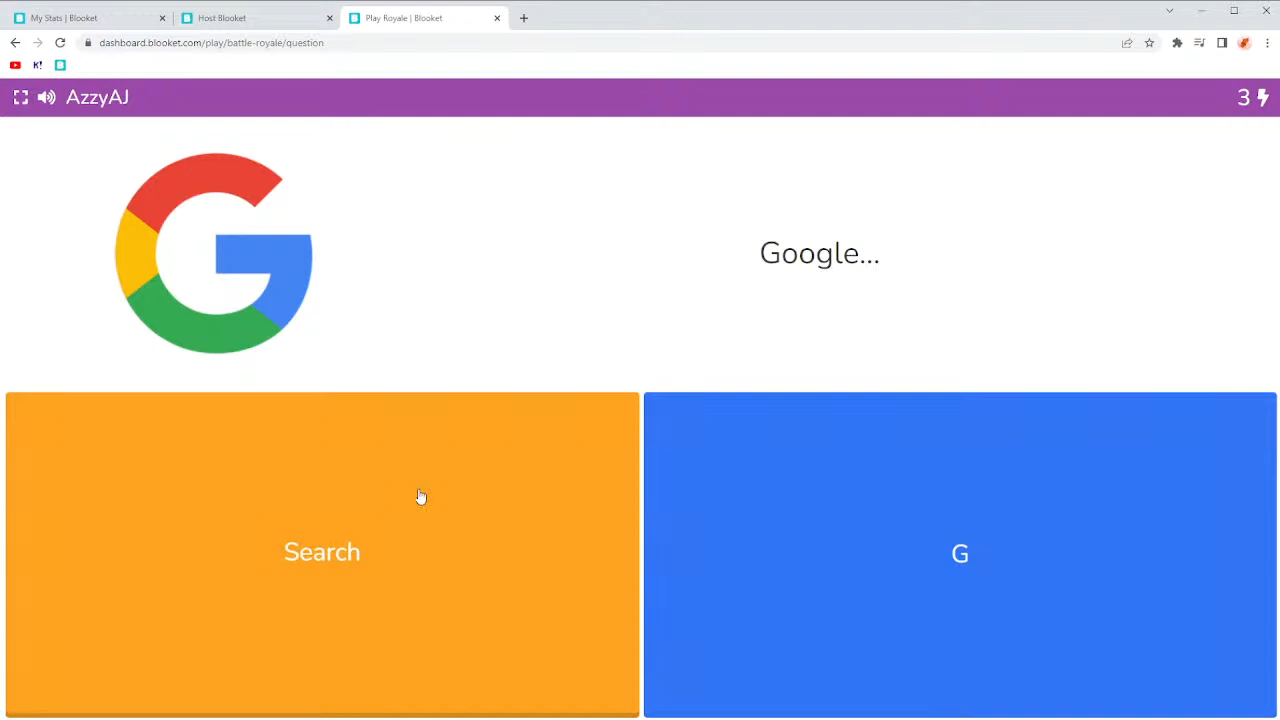 My Stats | Blooket
Host Blooket
Play Royale | Blooket
dashboard.blooket.com/play/battle-royale/question
K!
AzzyAJ
3
G
Google...
Search
G